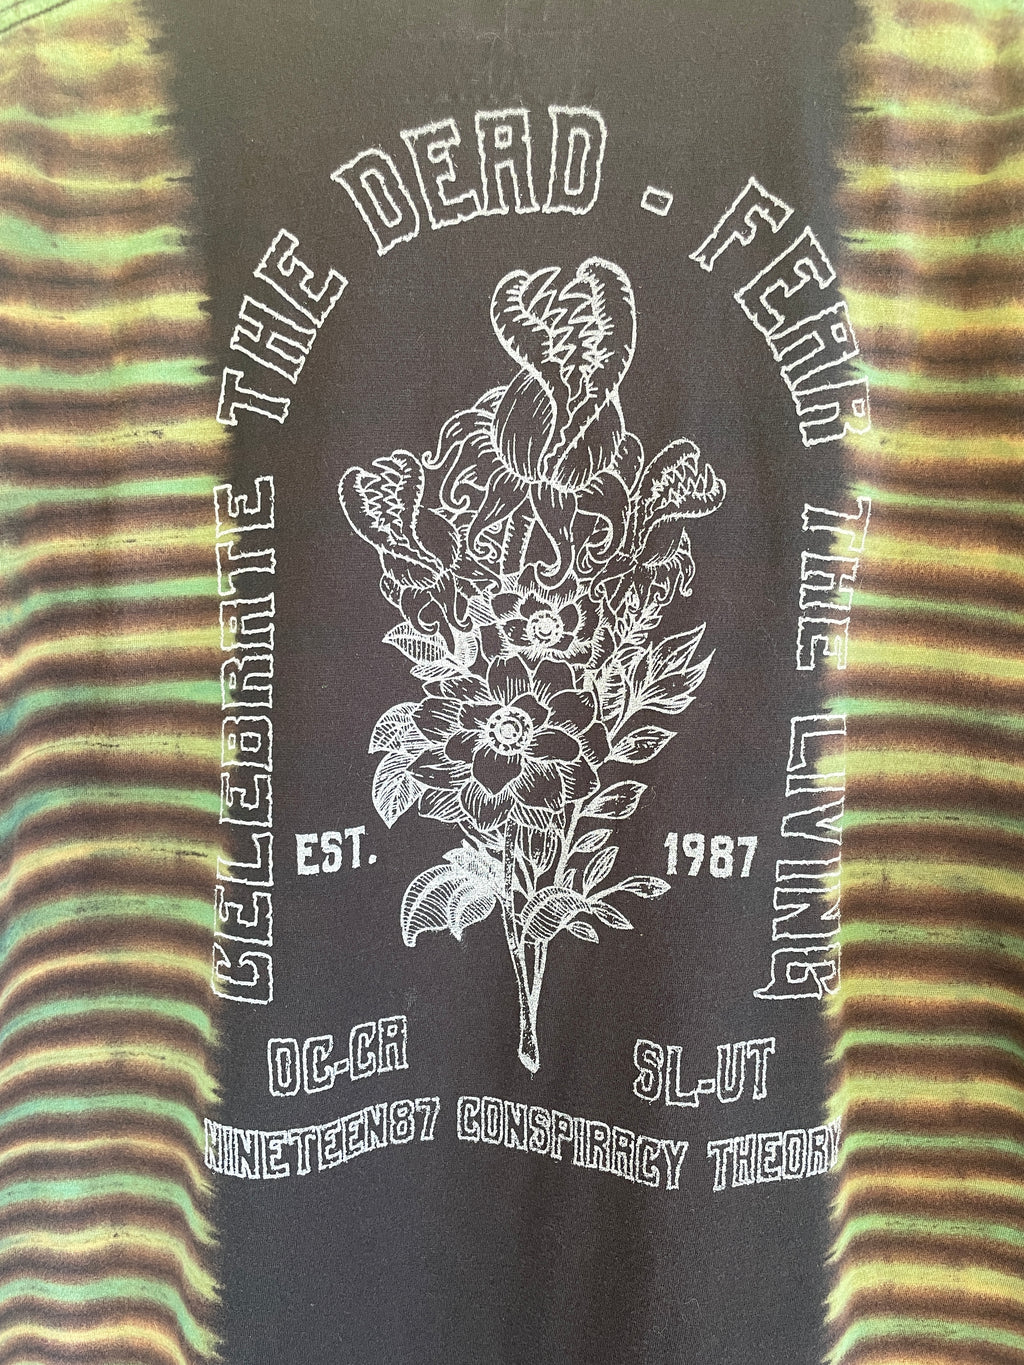 CELEBRATE THE DEAD . FEAR THE LIVING
EST. 1987
OC-CA SL-UT
NINETEEN87 CONSPIRACY THEORY